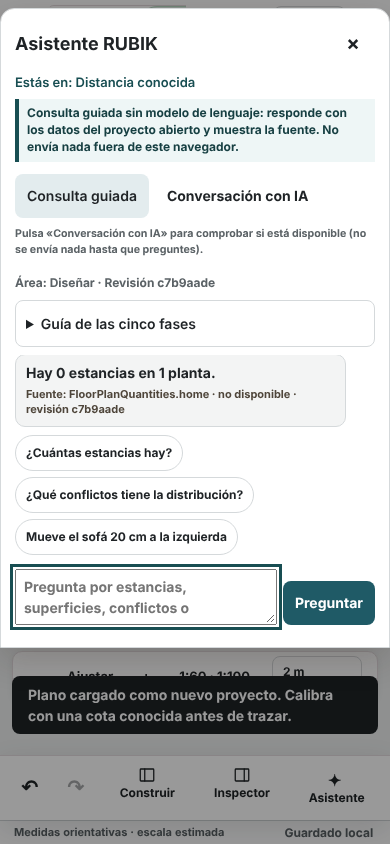 Asistente RUBIK
×
Estás en: Distancia conocida
Consulta guiada sin modelo de lenguaje: responde con
los datos del proyecto abierto y muestra la fuente. No
envía nada fuera de este navegador.
Consulta guiada
Conversación con IA
Pulsa «Conversación con IA» para comprobar si está disponible (no
se envía nada hasta que preguntes).
Área: Diseñar · Revisión c7b9aade
▶ Guía de las cinco fases
Hay 0 estancias en 1 planta.
Fuente: FloorPlanQuantities.home · no disponible ·
revisión c7b9aade
¿Cuántas estancias hay?
¿Qué conflictos tiene la distribución?
Mueve el sofá 20 cm a la izquierda
Pregunta por estancias,
superficies, conflictos o
Preguntar
Ajustar
1:60 · 1:100
2 m
Plano cargado como nuevo proyecto. Calibra
con una cota conocida antes de trazar.
Construir
Inspector
Asistente
Medidas orientativas · escala estimada
Guardado local